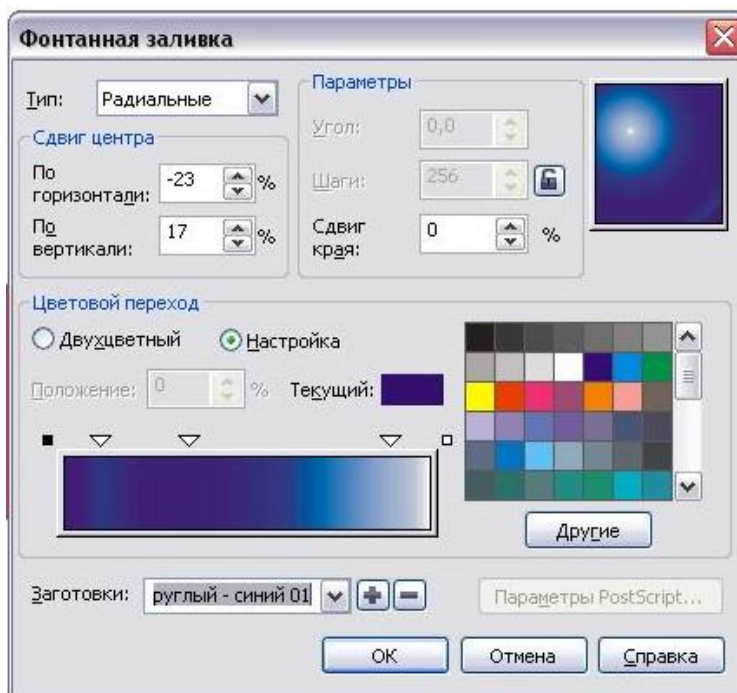 Фонтанная заливка
Тип: Радиальные
Сдвиг центра
По горизонтали: -23 %
По вертикали: 17 %
Параметры
Угол: 0,0
Шаги: 256
Сдвиг края: 0 %
Цветовой переход
Двухцветный Настройка
Положение: 0 % Текущий:
Другие
Заготовки: руглый - синий 01
Параметры PostScript...
ОК Отмена Справка